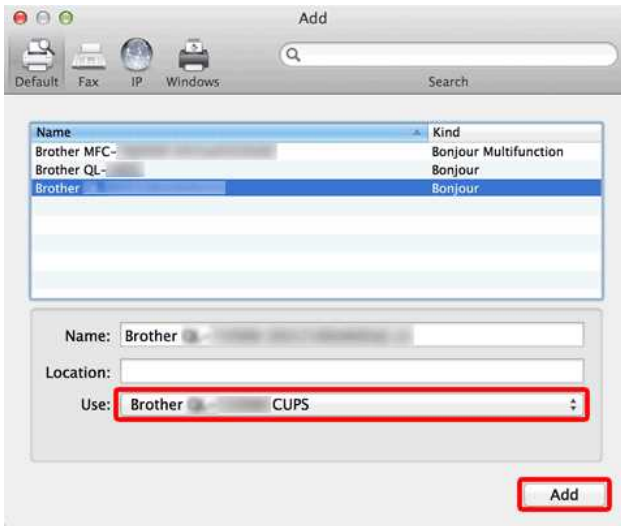 Add
Default Fax IP Windows Search
Name Kind
Brother MFC- Bonjour Multifunction
Brother QL- Bonjour
Brother Bonjour
Name: Brother
Location:
Use: Brother CUPS
Add